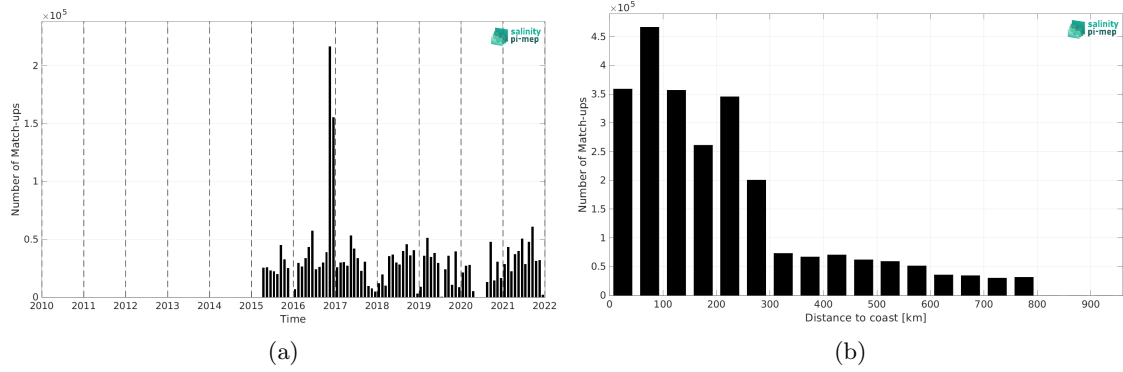 ×10⁵
salinity
pi-mep
2
1.5
1
0.5
0
Number of Match-ups
2010 2011 2012 2013 2014 2015 2016 2017 2018 2019 2020 2021 2022
Time
(a)
×10⁵
salinity
pi-mep
4.5
4
3.5
3
2.5
2
1.5
1
0.5
0
Number of Match-ups
0 100 200 300 400 500 600 700 800 900
Distance to coast [km]
(b)